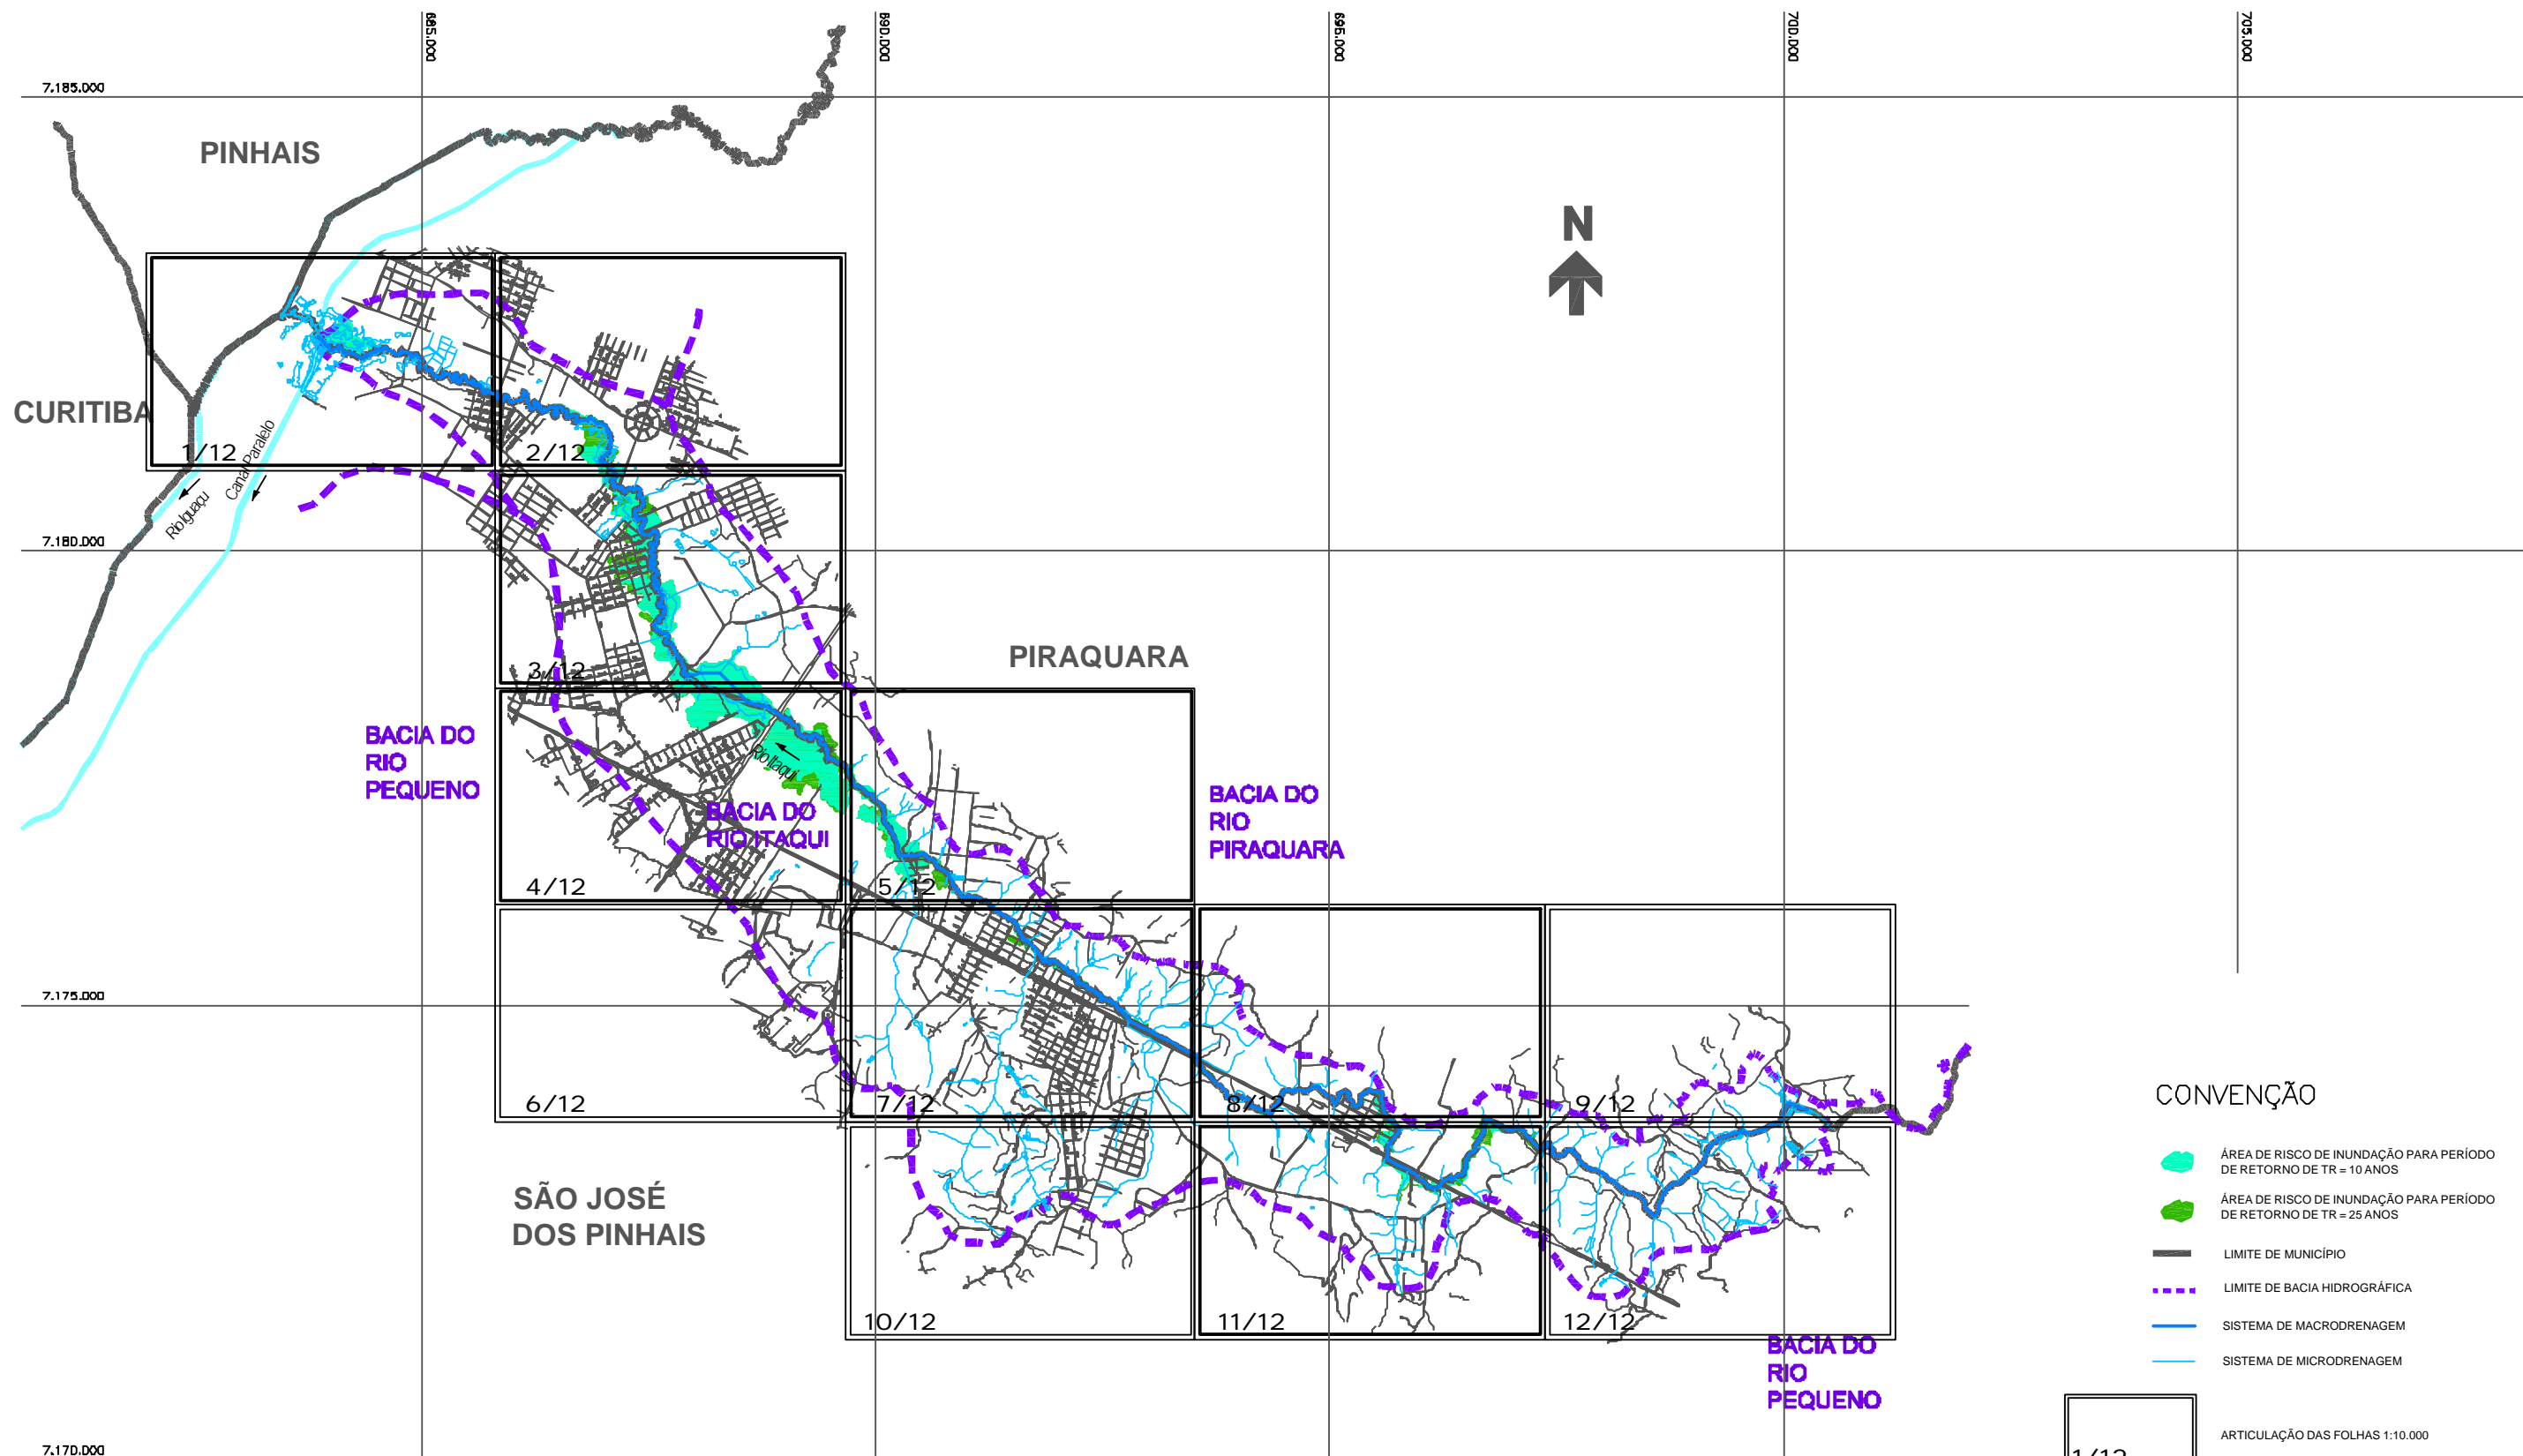 685.000
690.000
695.000
700.000
705.000
7.185.000
PINHAIS
N
CURITIBA
1/12
2/12
Canal Paralelo
Rio Iguaçu
7.180.000
PIRAQUARA
3/12
BACIA DO
RIO
PEQUENO
Rio Itaqui
BACIA DO
RIO ITAQUI
BACIA DO
RIO
PIRAQUARA
4/12
5/12
7.175.000
6/12
7/12
8/12
9/12
SÃO JOSÉ
DOS PINHAIS
10/12
11/12
12/12
BACIA DO
RIO
PEQUENO
CONVENÇÃO
ÁREA DE RISCO DE INUNDAÇÃO PARA PERÍODO
DE RETORNO DE TR = 10 ANOS
ÁREA DE RISCO DE INUNDAÇÃO PARA PERÍODO
DE RETORNO DE TR = 25 ANOS
LIMITE DE MUNICÍPIO
LIMITE DE BACIA HIDROGRÁFICA
SISTEMA DE MACRODRENAGEM
SISTEMA DE MICRODRENAGEM
ARTICULAÇÃO DAS FOLHAS 1:10.000
1/12
7.170.000